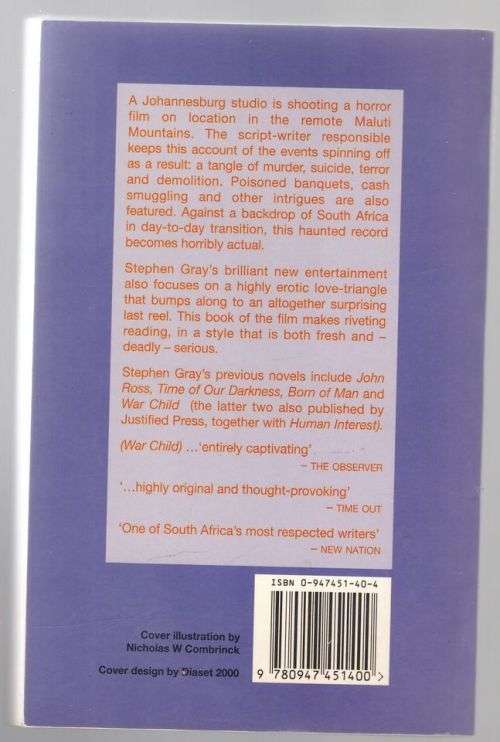 A Johannesburg studio is shooting a horror
film on location in the remote Maluti
Mountains. The script-writer responsible
keeps this account of the events spinning off
as a result: a tangle of murder, suicide, terror
and demolition. Poisoned banquets, cash
smuggling and other intrigues are also
featured. Against a backdrop of South Africa
in day-to-day transition, this haunted record
becomes horribly actual.
Stephen Gray's brilliant new entertainment
also focuses on a highly erotic love-triangle
that bumps along to an altogether surprising
last reel. This book of the film makes riveting
reading, in a style that is both fresh and –
deadly – serious.
Stephen Gray's previous novels include John
Ross, Time of Our Darkness, Born of Man and
War Child (the latter two also published by
Justified Press, together with Human Interest).
(War Child) ...'entirely captivating'
– THE OBSERVER
'...highly original and thought-provoking'
– TIME OUT
'One of South Africa's most respected writers'
– NEW NATION
ISBN 0-947451-40-4
9 780947 451400 >
Cover illustration by
Nicholas W Combrinck
Cover design by Diaset 2000